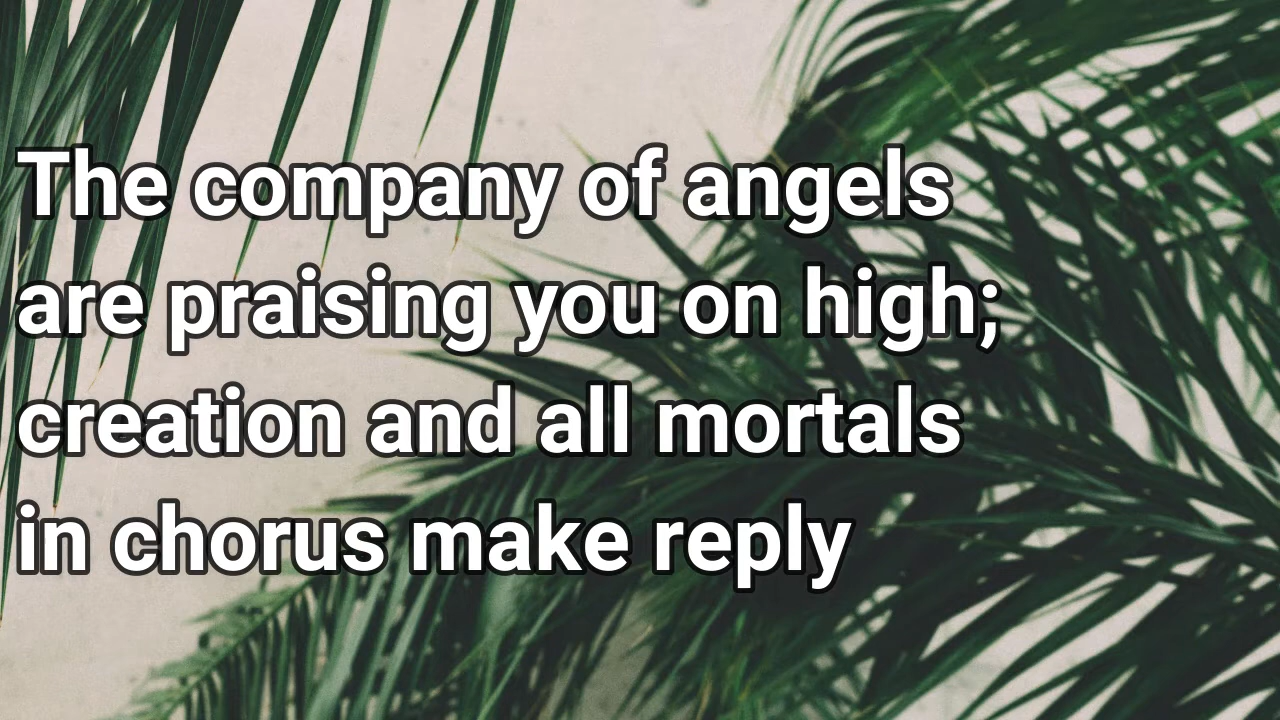 The company of angels
are praising you on high;
creation and all mortals
in chorus make reply